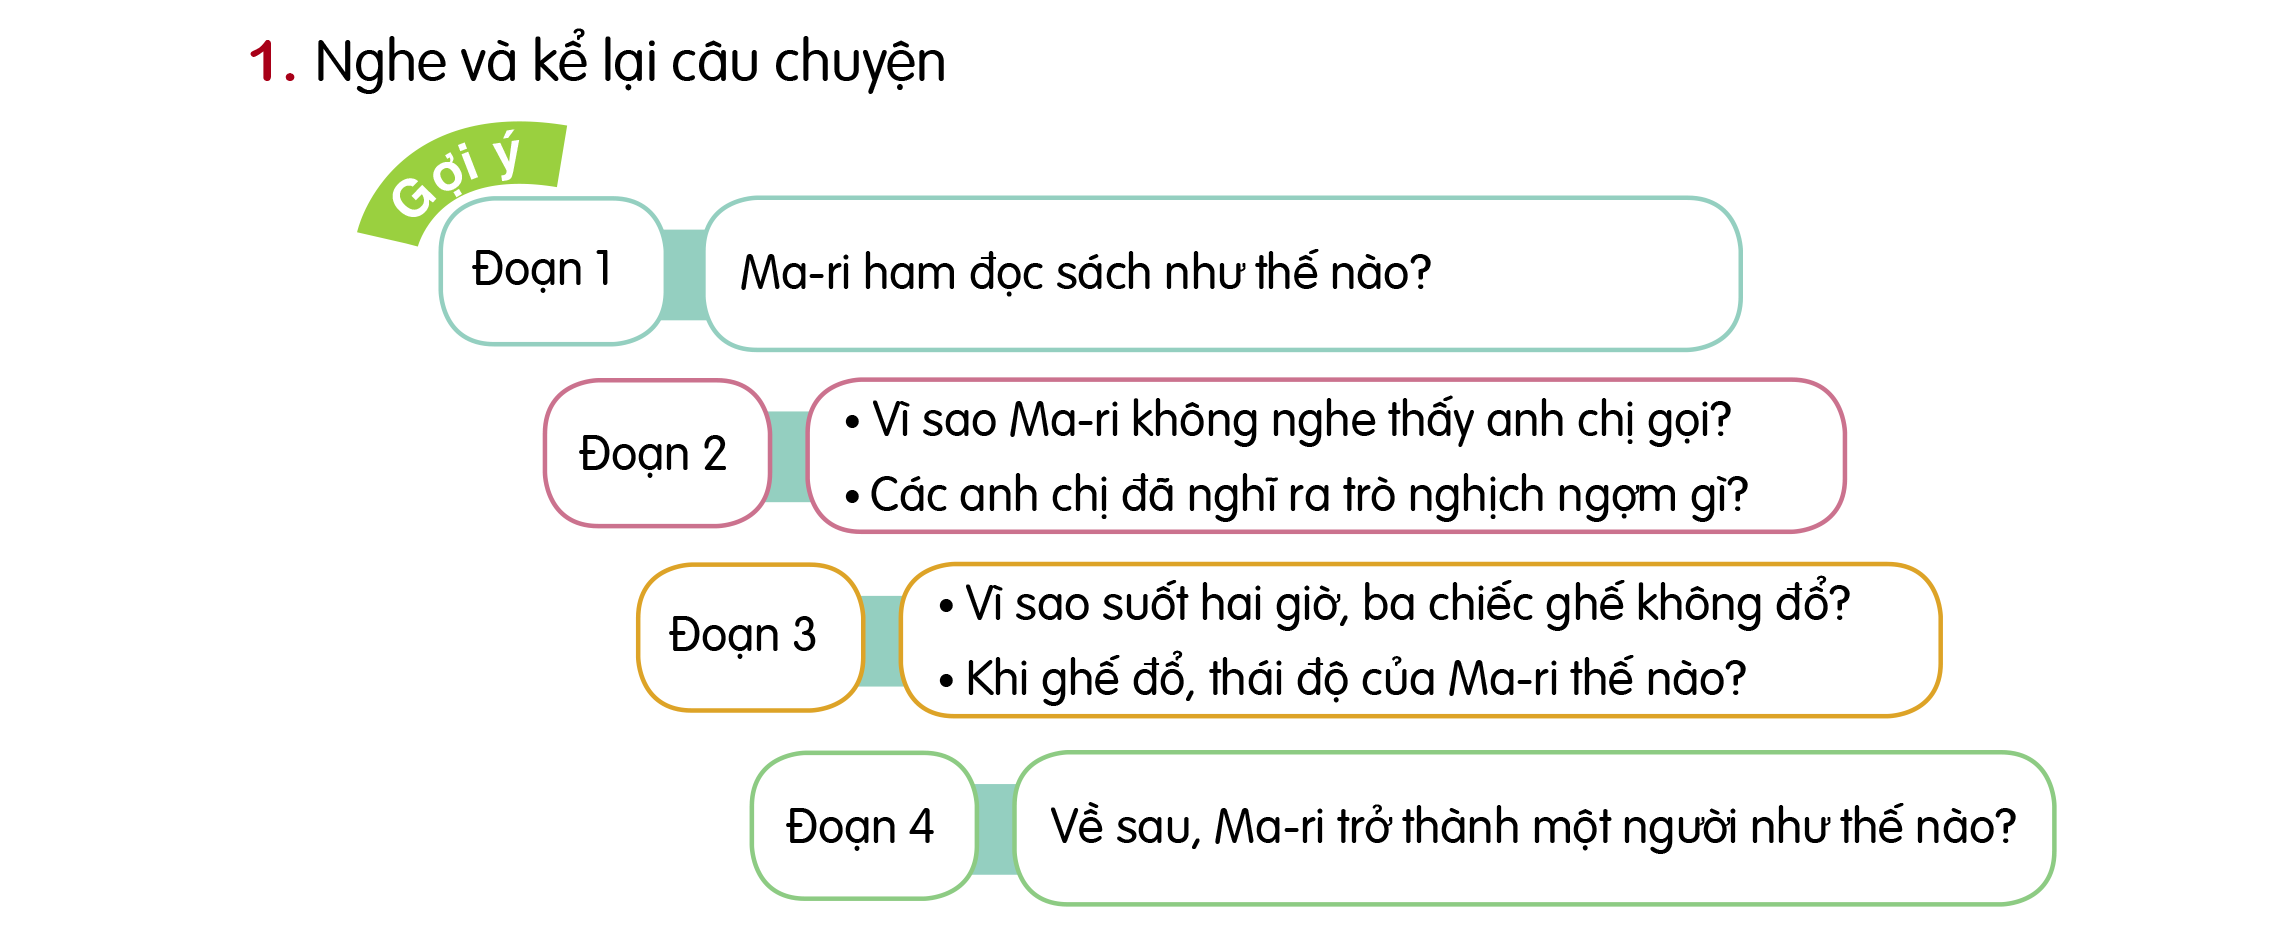 1. Nghe và kể lại câu chuyện
Gợi ý
Đoạn 1
Ma-ri ham đọc sách như thế nào?
Đoạn 2
• Vì sao Ma-ri không nghe thấy anh chị gọi?
• Các anh chị đã nghĩ ra trò nghịch ngợm gì?
Đoạn 3
• Vì sao suốt hai giờ, ba chiếc ghế không đổ?
• Khi ghế đổ, thái độ của Ma-ri thế nào?
Đoạn 4
Về sau, Ma-ri trở thành một người như thế nào?